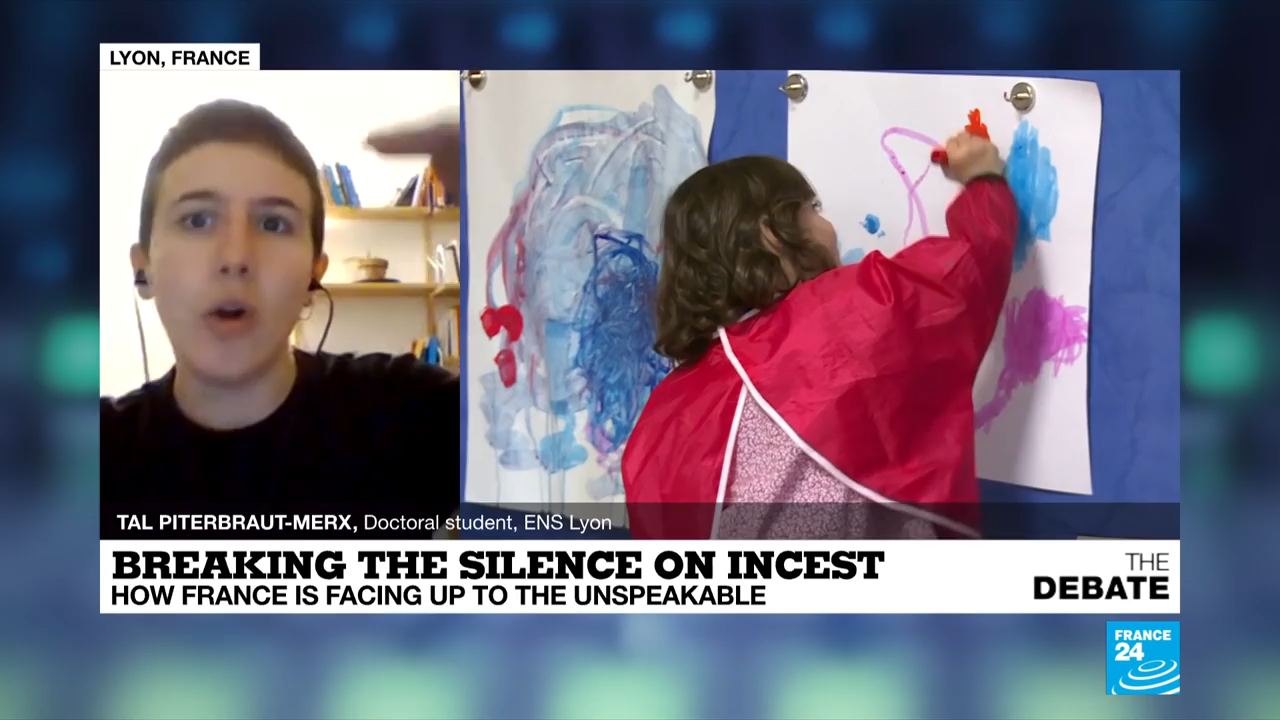 LYON, FRANCE
TAL PITERBRAUT-MERX, Doctoral student, ENS Lyon
BREAKING THE SILENCE ON INCEST
HOW FRANCE IS FACING UP TO THE UNSPEAKABLE
THE
DEBATE
FRANCE
24